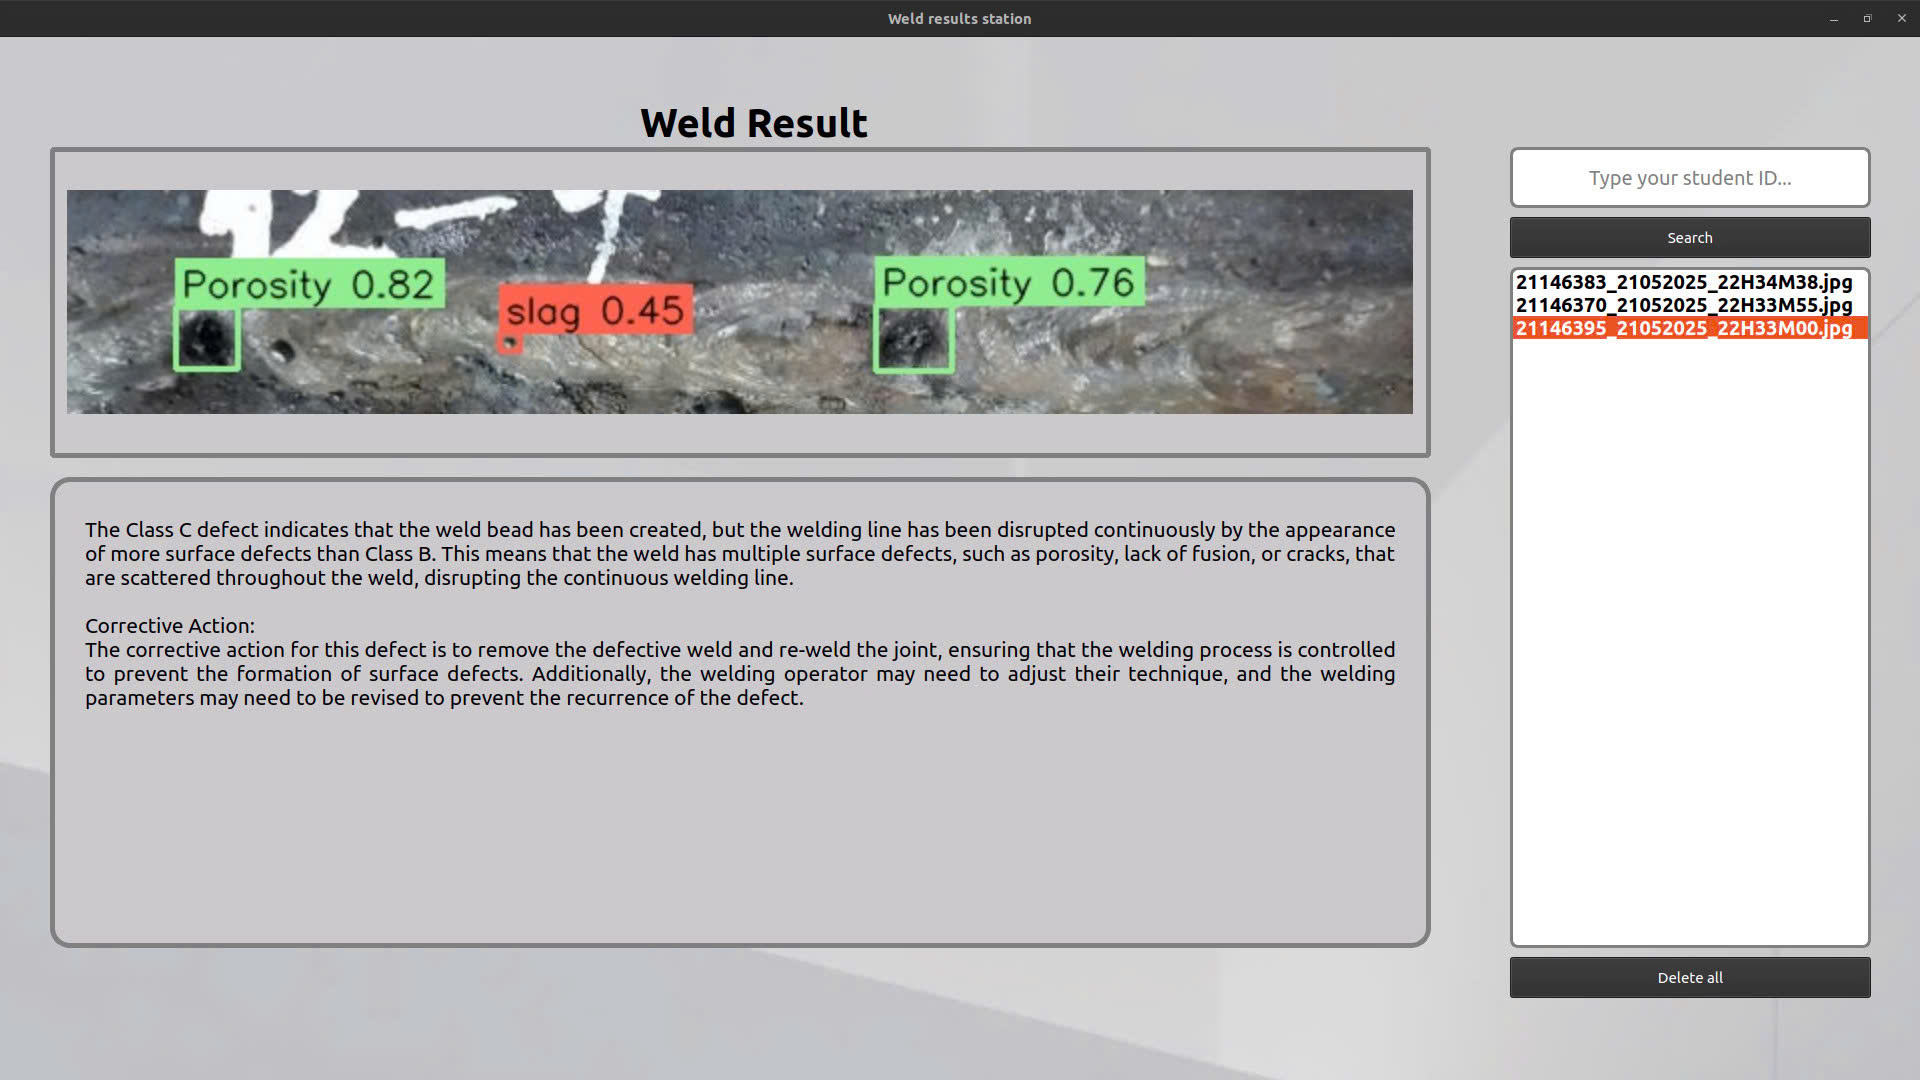 Weld results station
Weld Result
Porosity 0.82
slag 0.45
Porosity 0.76
The Class C defect indicates that the weld bead has been created, but the welding line has been disrupted continuously by the appearance
of more surface defects than Class B. This means that the weld has multiple surface defects, such as porosity, lack of fusion, or cracks, that
are scattered throughout the weld, disrupting the continuous welding line.
Corrective Action:
The corrective action for this defect is to remove the defective weld and re-weld the joint, ensuring that the welding process is controlled
to prevent the formation of surface defects. Additionally, the welding operator may need to adjust their technique, and the welding
parameters may need to be revised to prevent the recurrence of the defect.
Type your student ID...
Search
21146383_21052025_22H34M38.jpg
21146370_21052025_22H33M55.jpg
21146395_21052025_22H33M00.jpg
Delete all